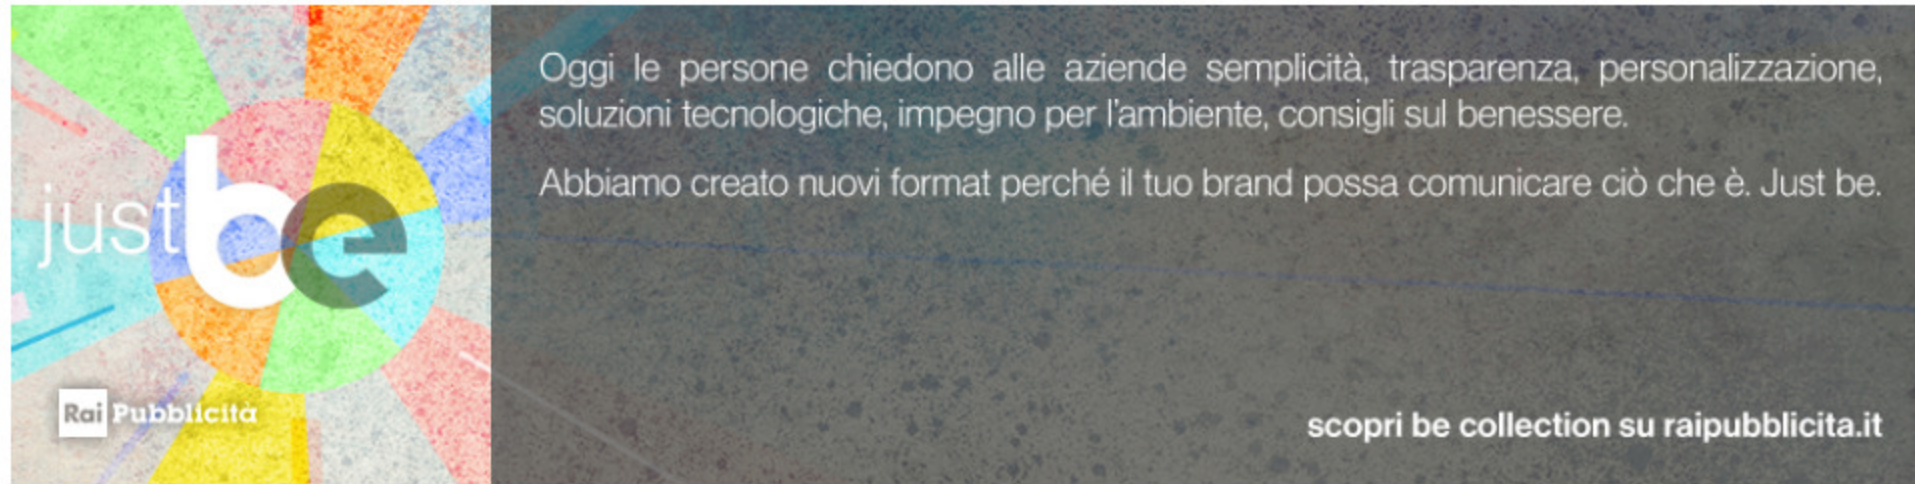 just be
Rai Pubblicità
Oggi le persone chiedono alle aziende semplicità, trasparenza, personalizzazione,
soluzioni tecnologiche, impegno per l'ambiente, consigli sul benessere.
Abbiamo creato nuovi format perché il tuo brand possa comunicare ciò che è. Just be.
scopri be collection su raipubblicita.it